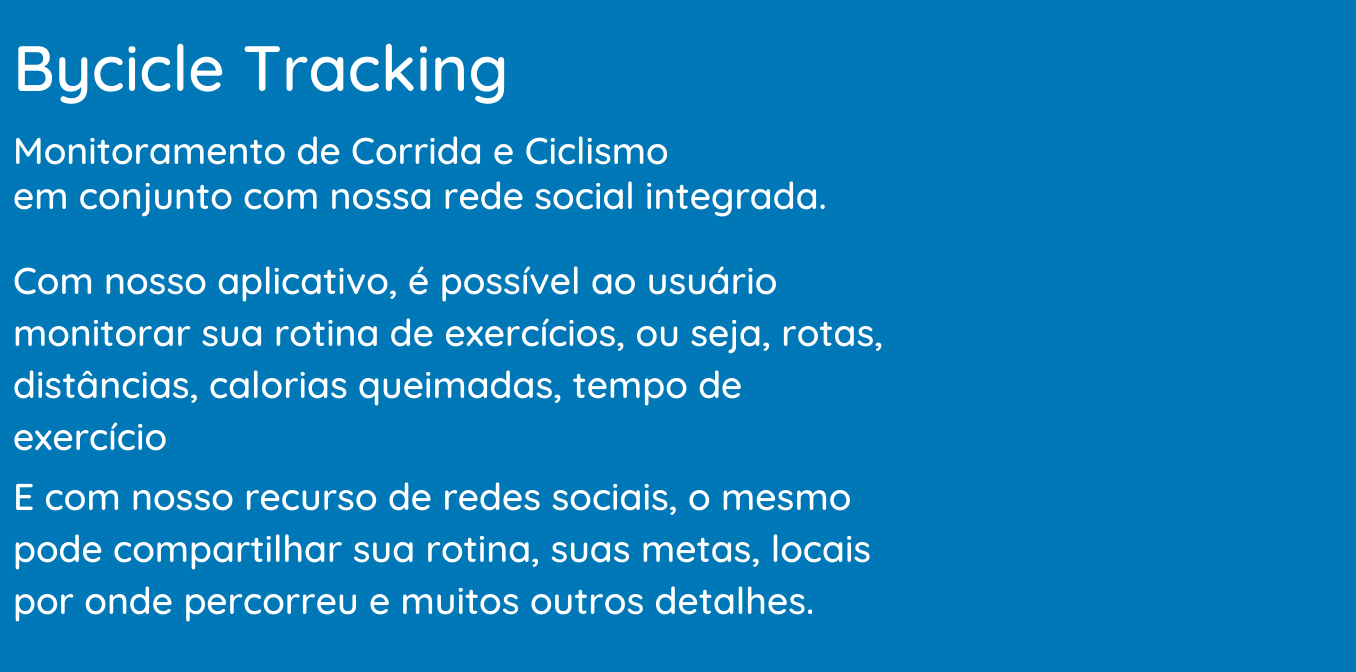 Bycicle Tracking
Monitoramento de Corrida e Ciclismo
em conjunto com nossa rede social integrada.
Com nosso aplicativo, é possível ao usuário
monitorar sua rotina de exercícios, ou seja, rotas,
distâncias, calorias queimadas, tempo de
exercício
E com nosso recurso de redes sociais, o mesmo
pode compartilhar sua rotina, suas metas, locais
por onde percorreu e muitos outros detalhes.